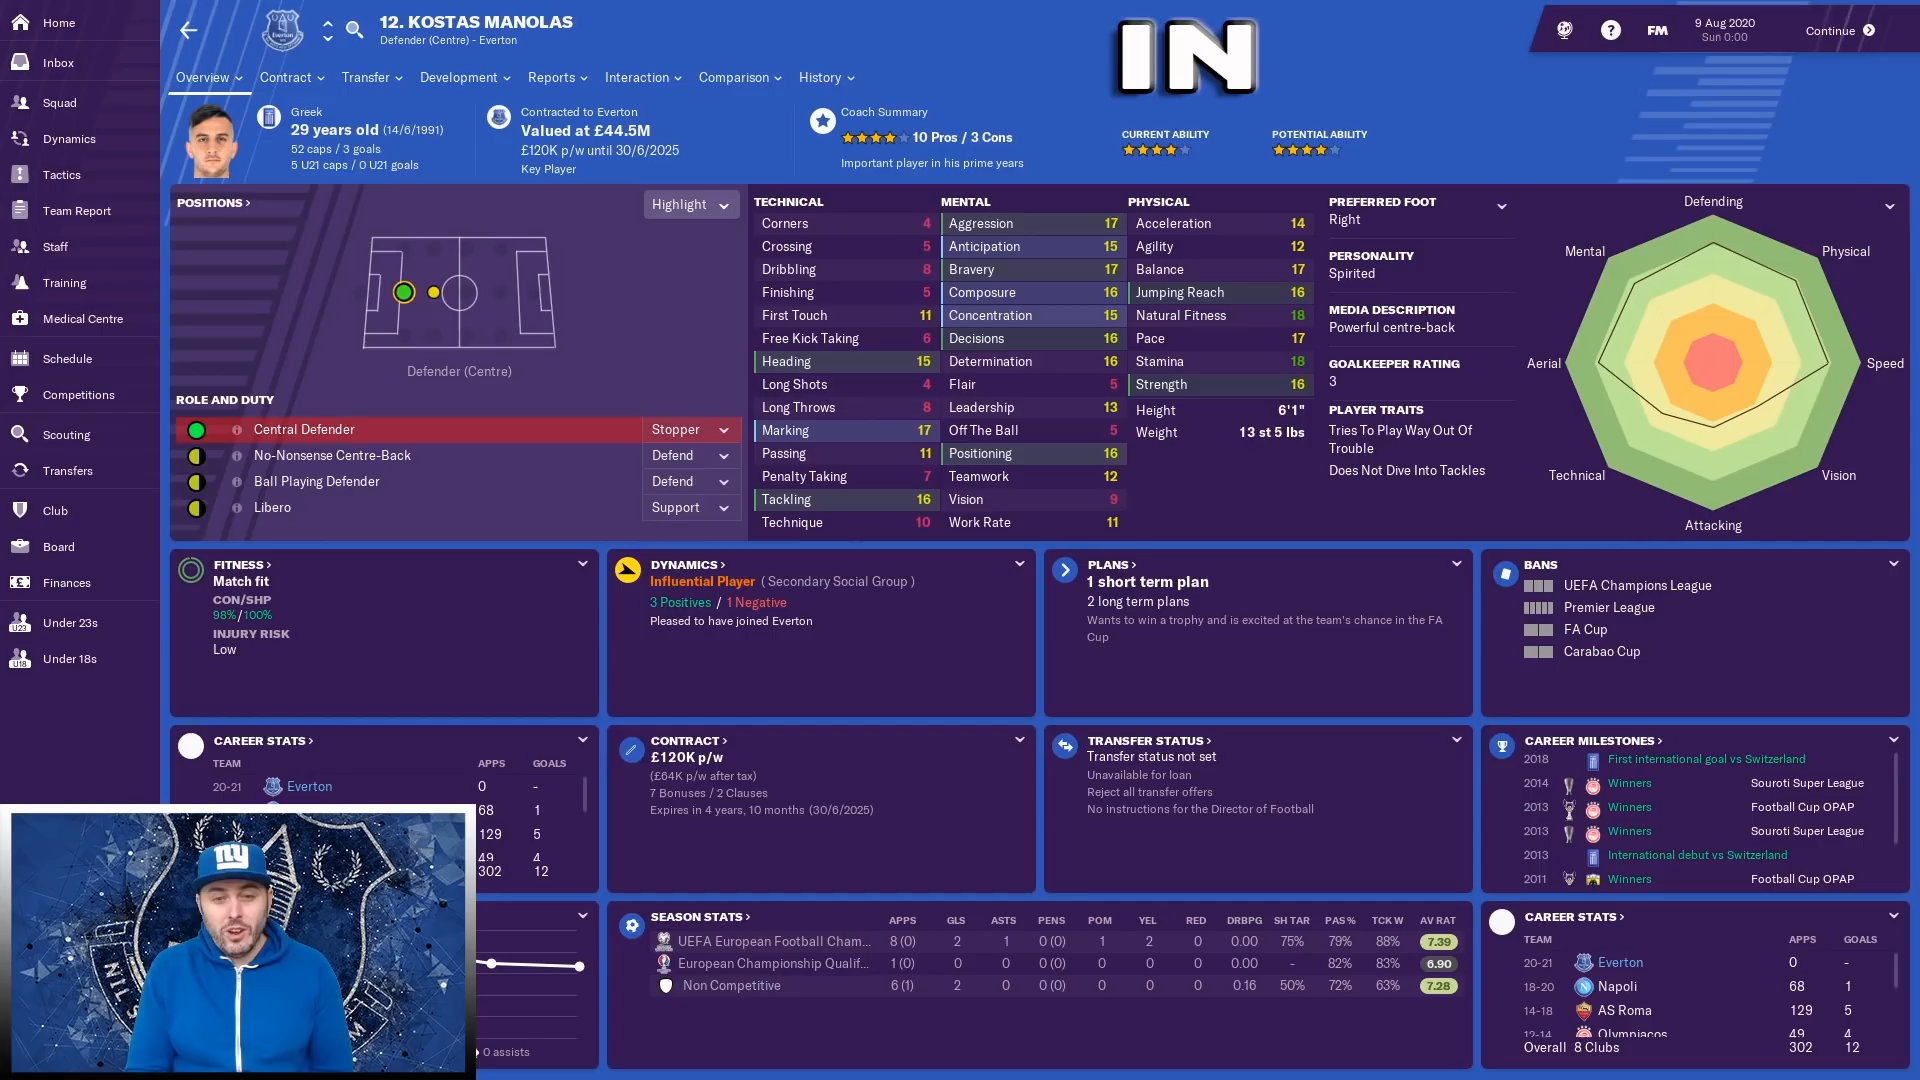 Home
Inbox
Squad
Dynamics
Tactics
Team Report
Staff
Training
Medical Centre
Schedule
Competitions
Scouting
Transfers
Club
Board
Finances
U23 Under 23s
U18 Under 18s
12. KOSTAS MANOLAS
Defender (Centre) - Everton
IN
FM
9 Aug 2020
Sun 0:00
Continue
Overview Contract Transfer Development Reports Interaction Comparison History
Greek
29 years old (14/6/1991)
52 caps / 3 goals
5 U21 caps / 0 U21 goals
Contracted to Everton
Valued at £44.5M
£120K p/w until 30/6/2025
Key Player
Coach Summary
10 Pros / 3 Cons
Important player in his prime years
CURRENT ABILITY
POTENTIAL ABILITY
POSITIONS >
Highlight
Defender (Centre)
ROLE AND DUTY
Central Defender Stopper
No-Nonsense Centre-Back Defend
Ball Playing Defender Defend
Libero Support
TECHNICAL
Corners 4
Crossing 5
Dribbling 8
Finishing 5
First Touch 11
Free Kick Taking 6
Heading 15
Long Shots 4
Long Throws 8
Marking 17
Passing 11
Penalty Taking 7
Tackling 16
Technique 10
MENTAL
Aggression 17
Anticipation 15
Bravery 17
Composure 16
Concentration 15
Decisions 16
Determination 16
Flair 5
Leadership 13
Off The Ball 5
Positioning 16
Teamwork 12
Vision 9
Work Rate 11
PHYSICAL
Acceleration 14
Agility 12
Balance 17
Jumping Reach 16
Natural Fitness 18
Pace 17
Stamina 18
Strength 16
Height 6'1"
Weight 13 st 5 lbs
PREFERRED FOOT
Right
PERSONALITY
Spirited
MEDIA DESCRIPTION
Powerful centre-back
GOALKEEPER RATING
3
PLAYER TRAITS
Tries To Play Way Out Of
Trouble
Does Not Dive Into Tackles
Defending
Mental Physical
Aerial Speed
Technical Vision
Attacking
FITNESS >
Match fit
CON/SHP
98%/100%
INJURY RISK
Low
DYNAMICS >
Influential Player ( Secondary Social Group )
3 Positives / 1 Negative
Pleased to have joined Everton
PLANS >
1 short term plan
2 long term plans
Wants to win a trophy and is excited at the team's chance in the FA
Cup
BANS
UEFA Champions League
Premier League
FA Cup
Carabao Cup
CAREER STATS >
TEAM APPS GOALS
20-21 Everton 0 -
68 1
129 5
49 4
302 12
CONTRACT >
£120K p/w
(£64K p/w after tax)
7 Bonuses / 2 Clauses
Expires in 4 years, 10 months (30/6/2025)
TRANSFER STATUS >
Transfer status not set
Unavailable for loan
Reject all transfer offers
No instructions for the Director of Football
CAREER MILESTONES >
2018 First international goal vs Switzerland
2014 Winners Souroti Super League
2013 Winners Football Cup OPAP
2013 Winners Souroti Super League
2013 International debut vs Switzerland
2011 Winners Football Cup OPAP
NY
NIL
0 assists
SEASON STATS > APPS GLS ASTS PENS POM YEL RED DRBPG SH TAR PAS % TCK W AV RAT
UEFA European Football Cham... 8 (0) 2 1 0 (0) 1 2 0 0.00 75% 79% 88% 7.39
European Championship Qualif... 1 (0) 0 0 0 (0) 0 0 0 0.00 - 82% 83% 6.90
Non Competitive 6 (1) 2 0 0 (0) 0 0 0 0.16 50% 72% 63% 7.28
CAREER STATS >
TEAM APPS GOALS
20-21 Everton 0 -
18-20 Napoli 68 1
14-18 AS Roma 129 5
12-14 Olympiacos 49 4
Overall 8 Clubs 302 12